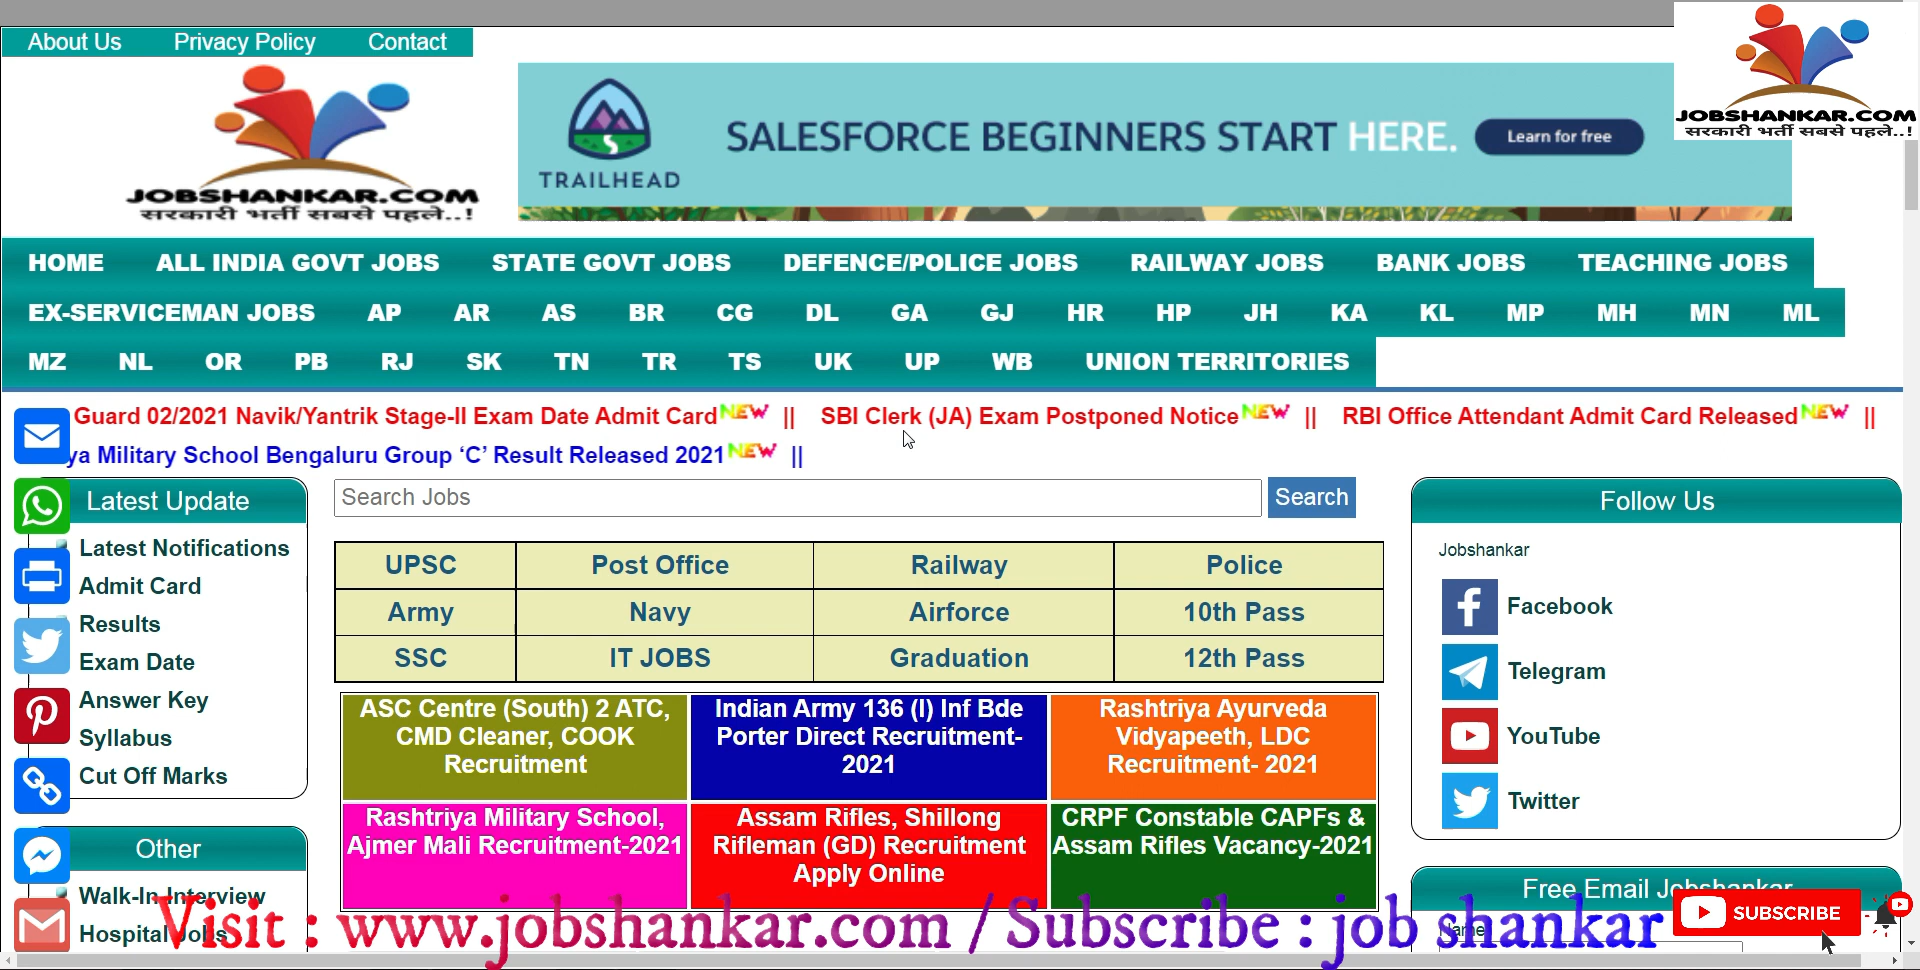 About Us Privacy Policy Contact
JOBSHANKAR.COM
सरकारी भर्ती सबसे पहले..!
TRAILHEAD
SALESFORCE BEGINNERS START HERE.
Learn for free
JOBSHANKAR.COM
सरकारी भर्ती सबसे पहले..!
HOME ALL INDIA GOVT JOBS STATE GOVT JOBS DEFENCE/POLICE JOBS RAILWAY JOBS BANK JOBS TEACHING JOBS
EX-SERVICEMAN JOBS AP AR AS BR CG DL GA GJ HR HP JH KA KL MP MH MN ML
MZ NL OR PB RJ SK TN TR TS UK UP WB UNION TERRITORIES
Guard 02/2021 Navik/Yantrik Stage-II Exam Date Admit Card NEW || SBI Clerk (JA) Exam Postponed Notice NEW || RBI Office Attendant Admit Card Released NEW ||
ya Military School Bengaluru Group ‘C’ Result Released 2021 NEW ||
Latest Update
Latest Notifications
Admit Card
Results
Exam Date
Answer Key
Syllabus
Cut Off Marks
Other
Walk-In-Interview
Hospital Jobs
Search Jobs Search
UPSC Post Office Railway Police
Army Navy Airforce 10th Pass
SSC IT JOBS Graduation 12th Pass
ASC Centre (South) 2 ATC,
CMD Cleaner, COOK
Recruitment
Indian Army 136 (I) Inf Bde
Porter Direct Recruitment-
2021
Rashtriya Ayurveda
Vidyapeeth, LDC
Recruitment- 2021
Rashtriya Military School,
Ajmer Mali Recruitment-2021
Assam Rifles, Shillong
Rifleman (GD) Recruitment
Apply Online
CRPF Constable CAPFs &
Assam Rifles Vacancy-2021
Follow Us
Jobshankar
Facebook
Telegram
YouTube
Twitter
Free Email Jobshankar
Name
Visit : www.jobshankar.com / Subscribe : job shankar
SUBSCRIBE